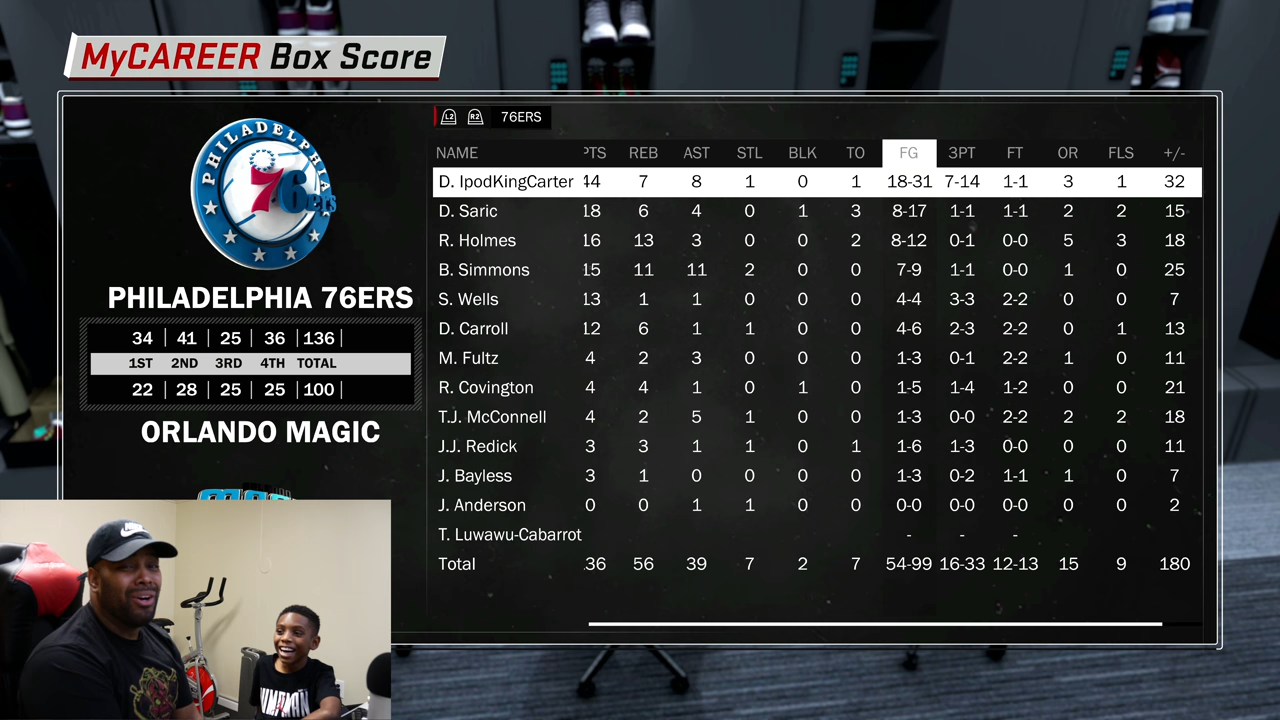 MyCAREER Box Score
L2 R2 76ERS
PHILADELPHIA
76ers
PHILADELPHIA 76ERS
34 41 25 36 136
1ST 2ND 3RD 4TH TOTAL
22 28 25 25 100
ORLANDO MAGIC
NAME PTS REB AST STL BLK TO FG 3PT FT OR FLS +/-
D. IpodKingCarter 44 7 8 1 0 1 18-31 7-14 1-1 3 1 32
D. Saric 18 6 4 0 1 3 8-17 1-1 1-1 2 2 15
R. Holmes 16 13 3 0 0 2 8-12 0-1 0-0 5 3 18
B. Simmons 15 11 11 2 0 0 7-9 1-1 0-0 1 0 25
S. Wells 13 1 1 0 0 0 4-4 3-3 2-2 0 0 7
D. Carroll 12 6 1 1 0 0 4-6 2-3 2-2 0 1 13
M. Fultz 4 2 3 0 0 0 1-3 0-1 2-2 1 0 11
R. Covington 4 4 1 0 1 0 1-5 1-4 1-2 0 0 21
T.J. McConnell 4 2 5 1 0 0 1-3 0-0 2-2 2 2 18
J.J. Redick 3 3 1 1 0 1 1-6 1-3 0-0 0 0 11
J. Bayless 3 1 0 0 0 0 1-3 0-2 1-1 1 0 7
J. Anderson 0 0 1 1 0 0 0-0 0-0 0-0 0 0 2
T. Luwawu-Cabarrot - - -
Total 36 56 39 7 2 7 54-99 16-33 12-13 15 9 180